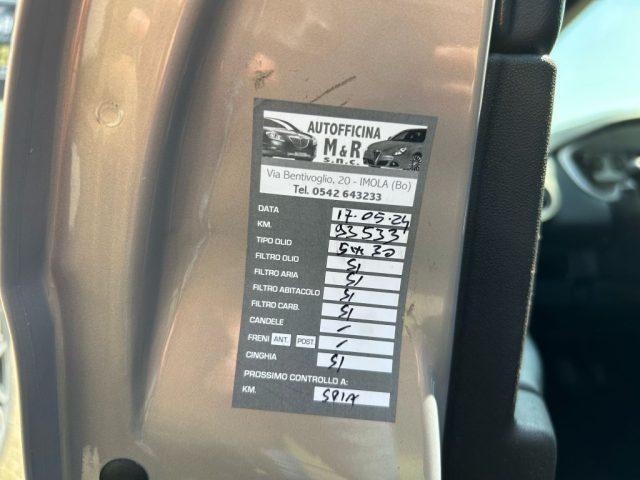 AUTOFFICINA
M & R
s.n.c.
Via Bentivoglio, 20 - IMOLA (Bo)
Tel. 0542 643233
DATA 17.05.24
KM. 93533
TIPO OLIO 5W30
FILTRO OLIO SI
FILTRO ARIA SI
FILTRO ABITACOLO SI
FILTRO CARB. SI
CANDELE /
FRENI ANT. POST. /
CINGHIA SI
PROSSIMO CONTROLLO A:
KM. SPIA